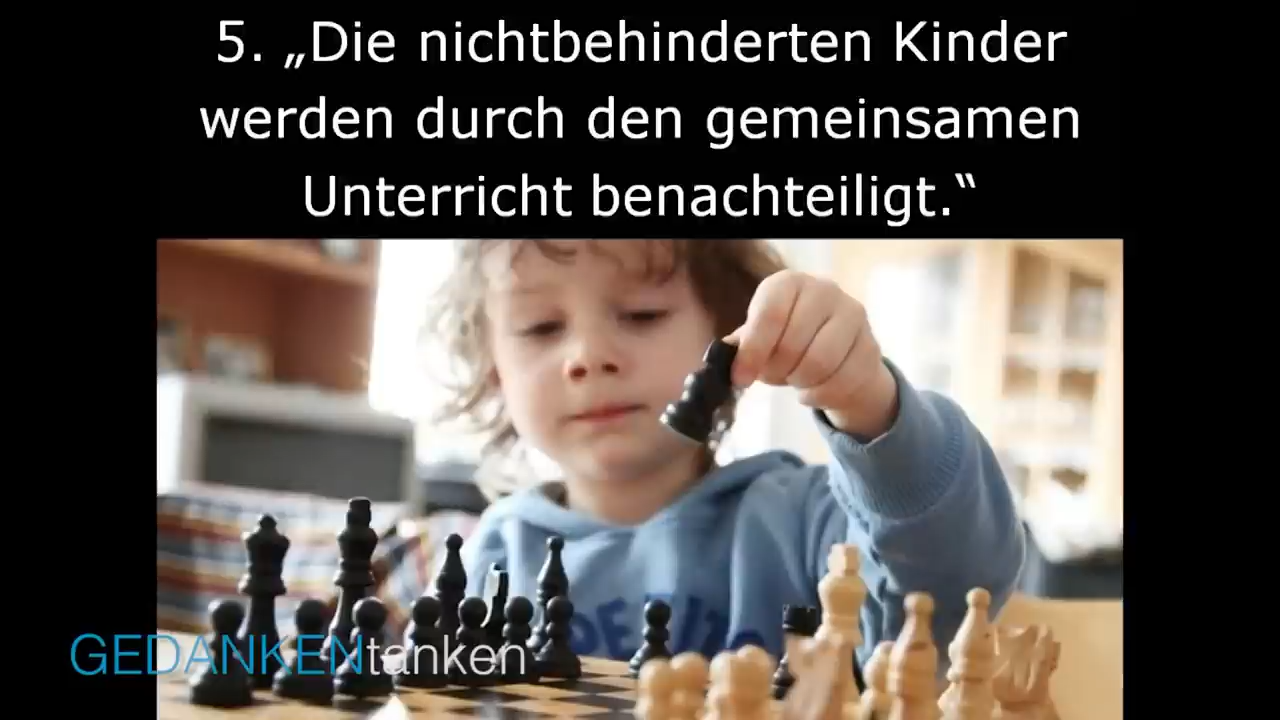 5. „Die nichtbehinderten Kinder
werden durch den gemeinsamen
Unterricht benachteiligt.“
GEDANKENtanken